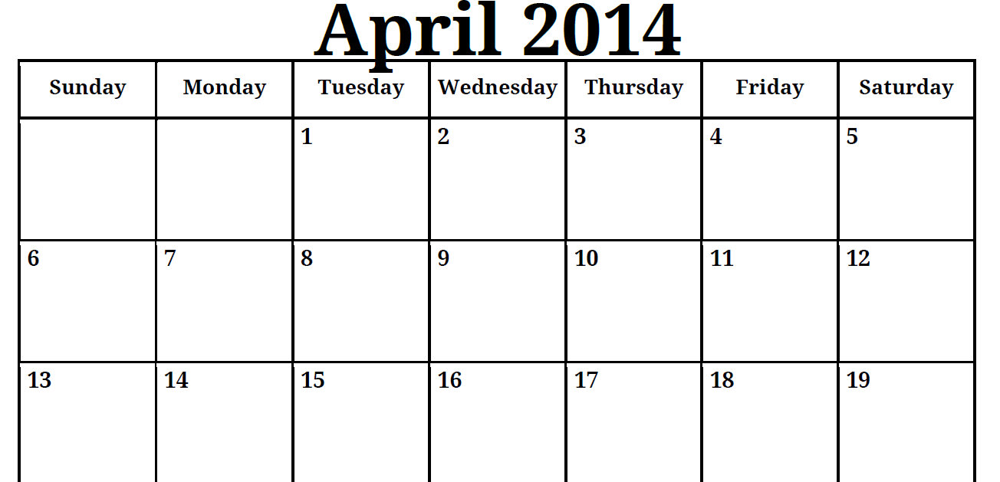 April 2014
Sunday Monday Tuesday Wednesday Thursday Friday Saturday
1 2 3 4 5
6 7 8 9 10 11 12
13 14 15 16 17 18 19